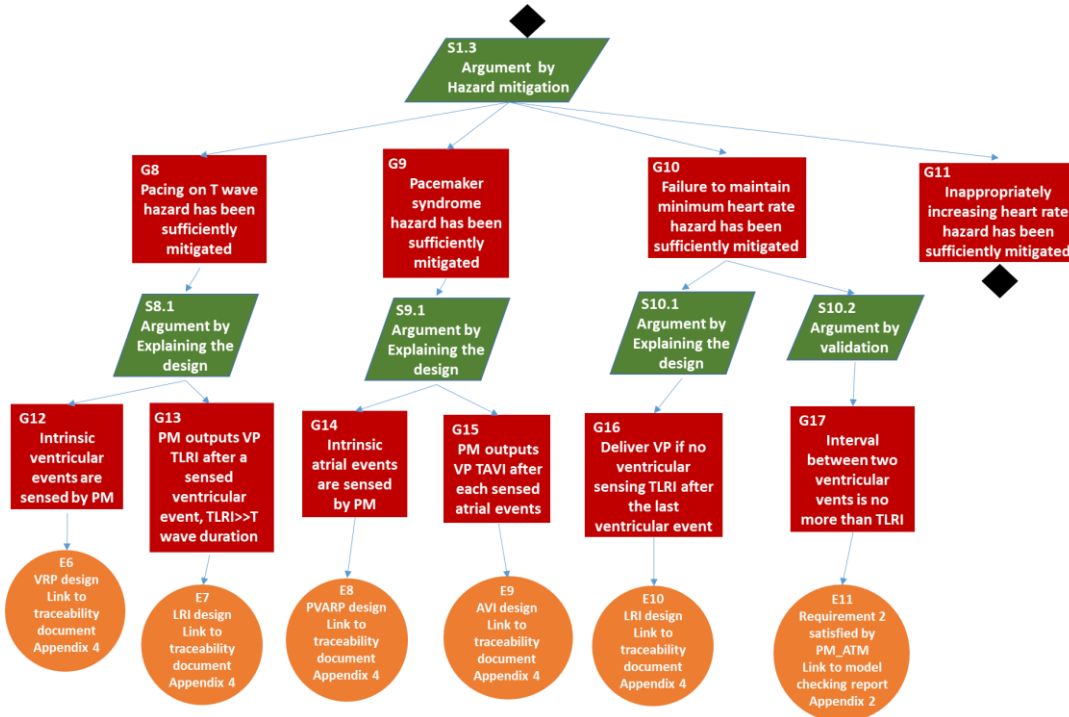 S1.3
Argument by
Hazard mitigation
G8
Pacing on T wave
hazard has been
sufficiently
mitigated
G9
Pacemaker
syndrome
hazard has been
sufficiently
mitigated
G10
Failure to maintain
minimum heart rate
hazard has been
sufficiently mitigated
G11
Inappropriately
increasing heart rate
hazard has been
sufficiently mitigated
S8.1
Argument by
Explaining the
design
S9.1
Argument by
Explaining the
design
S10.1
Argument by
Explaining the
design
S10.2
Argument by
validation
G12
Intrinsic
ventricular
events are
sensed by PM
G13
PM outputs VP
TLRI after a
sensed
ventricular
event, TLRI>>T
wave duration
G14
Intrinsic
atrial events
are sensed
by PM
G15
PM outputs
VP TAVI after
each sensed
atrial events
G16
Deliver VP if no
ventricular
sensing TLRI after
the last
ventricular event
G17
Interval
between two
ventricular
vents is no
more than TLRI
E6
VRP design
Link to
traceability
document
Appendix 4
E7
LRI design
Link to
traceability
document
Appendix 4
E8
PVARP design
Link to
traceability
document
Appendix 4
E9
AVI design
Link to
traceability
document
Appendix 4
E10
LRI design
Link to
traceability
document
Appendix 4
E11
Requirement 2
satisfied by
PM_ATM
Link to model
checking report
Appendix 2